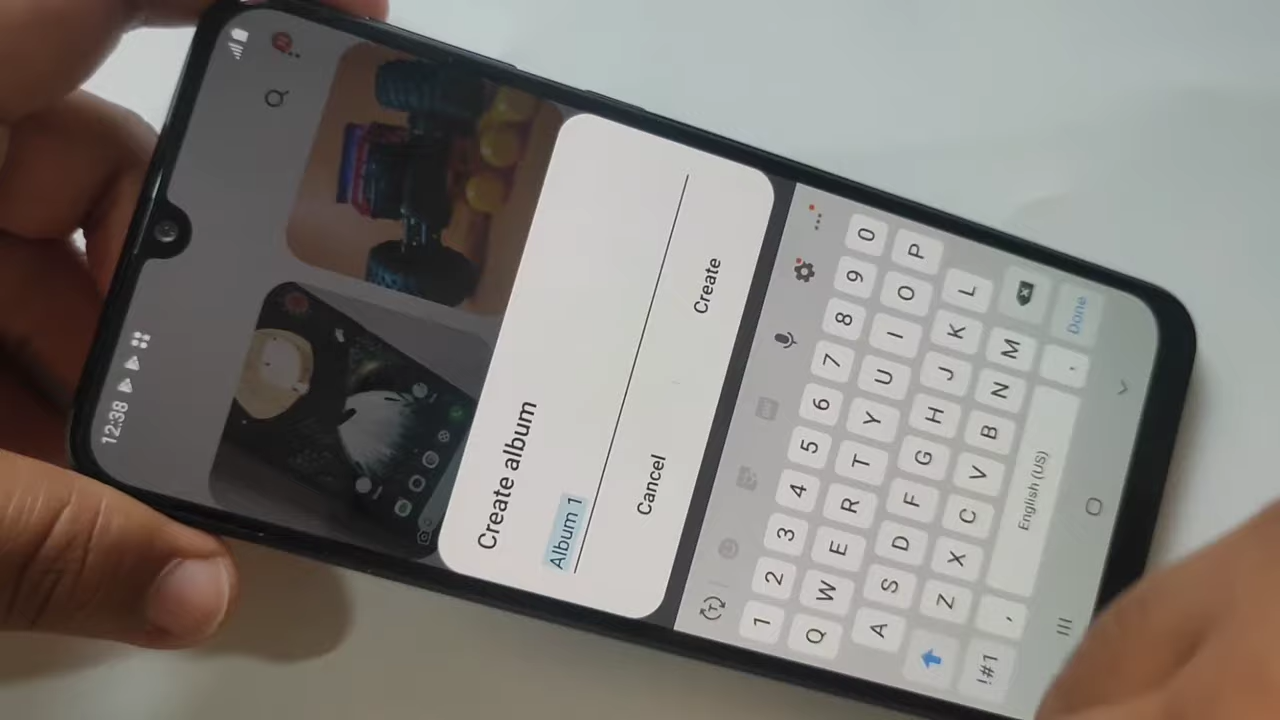 12:38
Create album
Album 1
Cancel Create
1 2 3 4 5 6 7 8 9 0
Q W E R T Y U I O P
A S D F G H J K L
Z X C V B N M
!#1 , English (US) . Done